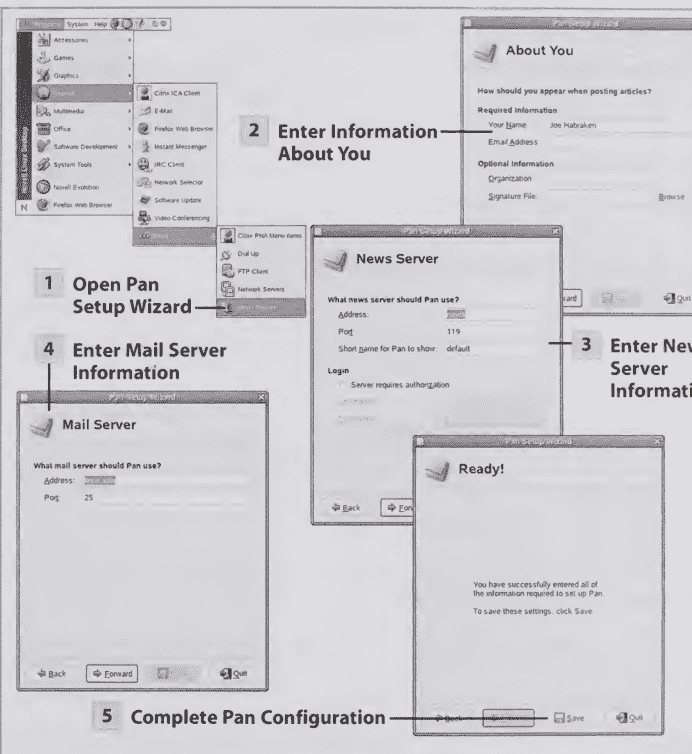 System Help
Accessories
Games
Graphics
Multimedia
Office
Software Development
System Tools
Novell Evolution
Firefox Web Browser
N
Citrix ICA Client
E-Mail
Firefox Web Browser
Instant Messenger
IRC Client
Network Selector
Software Update
Video Conferencing
Citrix PNA Menu Items
Dial Up
FTP Client
Network Servers
1 Open Pan
Setup Wizard
2 Enter Information
About You
Pan Setup Wizard
About You
How should you appear when posting articles?
Required Information
Your Name: Joe Habraken
Email Address
Optional Information
Organization
Signature File:
Browse
Quit
Pan Setup Wizard
News Server
What news server should Pan use?
Address:
Port 119
Short name for Pan to show: default
Login
Server requires authorization
Back
3 Enter
Server
4 Enter Mail Server
Information
Pan Setup Wizard
Mail Server
What mail server should Pan use?
Address:
Port 25
Back Forward Quit
Pan Setup Wizard
Ready!
You have successfully entered all of
the information required to set up Pan.
To save these settings, click Save.
Back Save Quit
5 Complete Pan Configuration